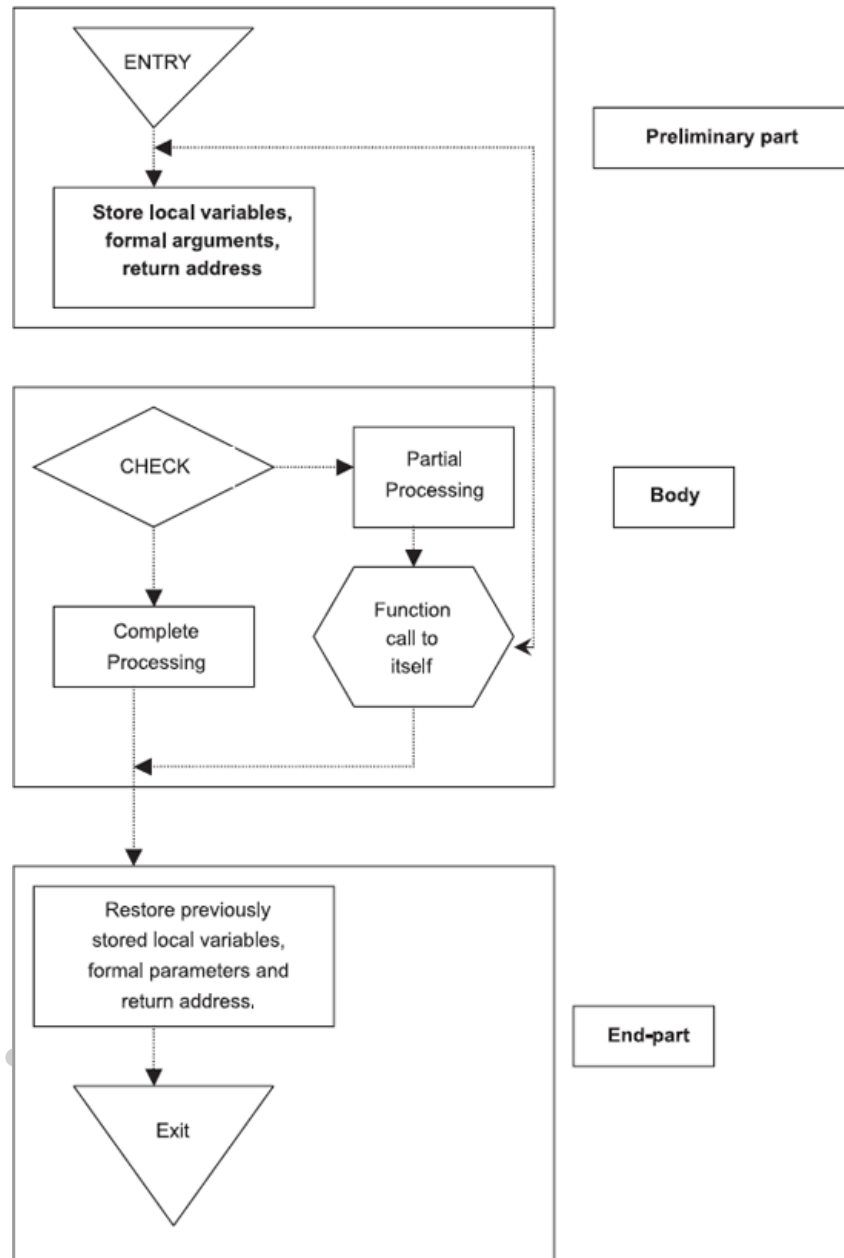 ENTRY
Preliminary part
Store local variables,
formal arguments,
return address
CHECK
Partial
Processing
Body
Function
call to
itself
Complete
Processing
Restore previously
stored local variables,
formal parameters and
return address.
End-part
Exit